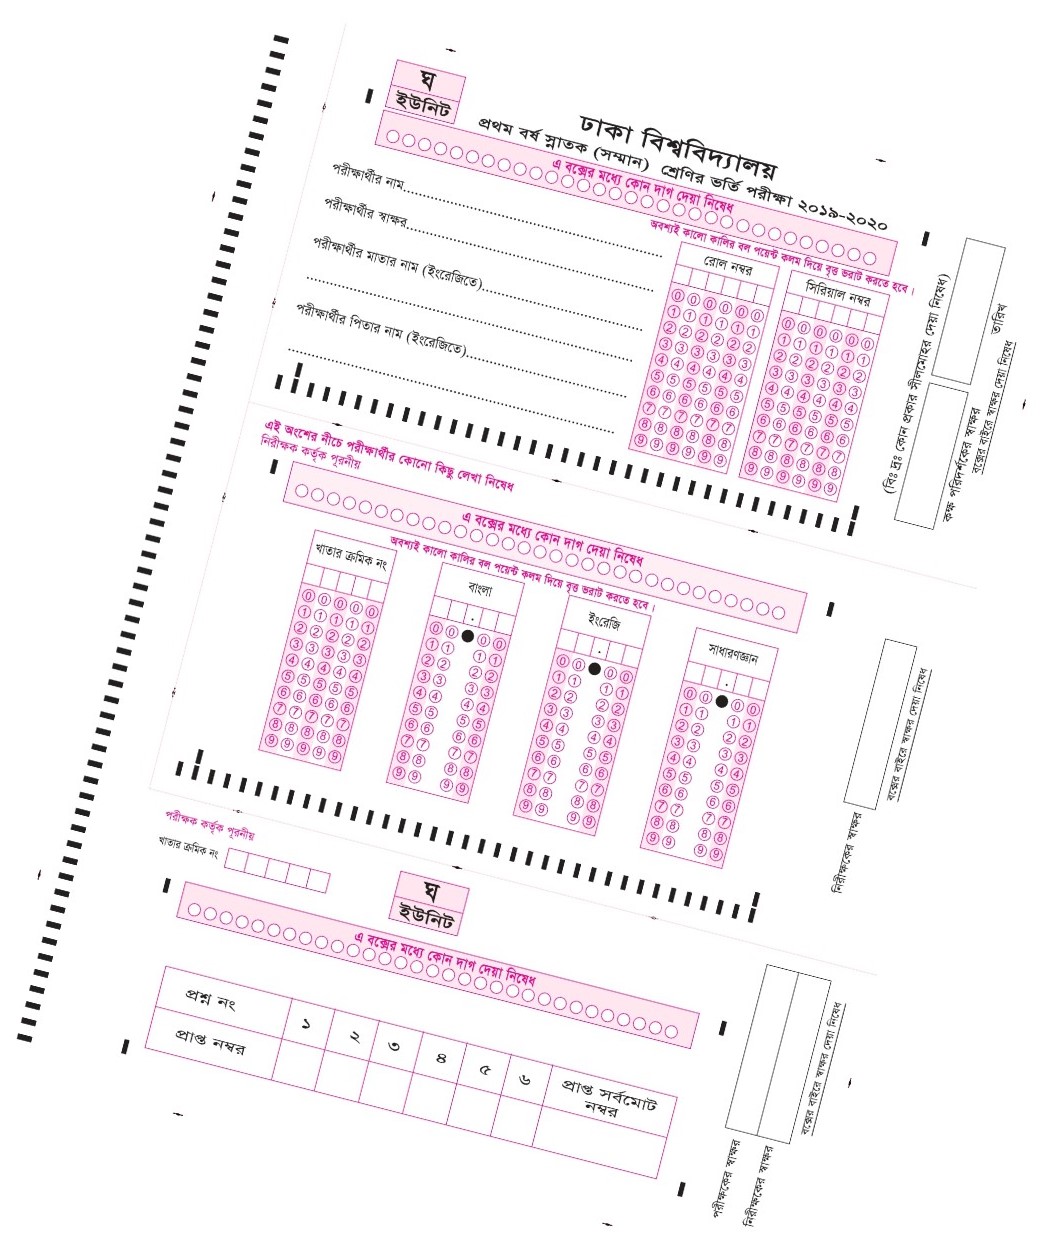 ঘ
ইউনিট
ঢাকা বিশ্ববিদ্যালয়
প্রথম বর্ষ স্নাতক (সম্মান) শ্রেণির ভর্তি পরীক্ষা ২০১৯-২০২০
এ বক্সের মধ্যে কোন দাগ দেয়া নিষেধ
অবশ্যই কালো কালির বল পয়েন্ট কলম দিয়ে বৃত্ত ভরাট করতে হবে।
পরীক্ষার্থীর নাম
পরীক্ষার্থীর স্বাক্ষর
পরীক্ষার্থীর মাতার নাম (ইংরেজিতে)
পরীক্ষার্থীর পিতার নাম (ইংরেজিতে)
রোল নম্বর
0 0 0 0 0 0
1 1 1 1 1 1
2 2 2 2 2 2
3 3 3 3 3 3
4 4 4 4 4 4
5 5 5 5 5 5
6 6 6 6 6 6
7 7 7 7 7 7
8 8 8 8 8 8
9 9 9 9 9 9
সিরিয়াল নম্বর
0 0 0 0 0 0
1 1 1 1 1 1
2 2 2 2 2 2
3 3 3 3 3 3
4 4 4 4 4 4
5 5 5 5 5 5
6 6 6 6 6 6
7 7 7 7 7 7
8 8 8 8 8 8
9 9 9 9 9 9
(বিঃ দ্রঃ কোন প্রকার সীলমোহর দেয়া নিষেধ)
কক্ষ পরিদর্শকের স্বাক্ষর
তারিখ
বক্সের বাইরে স্বাক্ষর দেয়া নিষেধ
এই অংশের নীচে পরীক্ষার্থীর কোনো কিছু লেখা নিষেধ
নিরীক্ষক কর্তৃক পূরনীয়
এ বক্সের মধ্যে কোন দাগ দেয়া নিষেধ
অবশ্যই কালো কালির বল পয়েন্ট কলম দিয়ে বৃত্ত ভরাট করতে হবে।
খাতার ক্রমিক নং
0 0 0 0 0
1 1 1 1 1
2 2 2 2 2
3 3 3 3 3
4 4 4 4 4
5 5 5 5 5
6 6 6 6 6
7 7 7 7 7
8 8 8 8 8
9 9 9 9 9
বাংলা
.
0 0 0 0
1 1 1 1
2 2 2 2
3 3 3 3
4 4 4 4
5 5 5 5
6 6 6 6
7 7 7 7
8 8 8 8
9 9 9 9
ইংরেজি
.
0 0 0 0
1 1 1 1
2 2 2 2
3 3 3 3
4 4 4 4
5 5 5 5
6 6 6 6
7 7 7 7
8 8 8 8
9 9 9 9
সাধারণজ্ঞান
.
0 0 0 0
1 1 1 1
2 2 2 2
3 3 3 3
4 4 4 4
5 5 5 5
6 6 6 6
7 7 7 7
8 8 8 8
9 9 9 9
নিরীক্ষকের স্বাক্ষর
বক্সের বাইরে স্বাক্ষর দেয়া নিষেধ
পরীক্ষক কর্তৃক পূরনীয়
খাতার ক্রমিক নং
ঘ
ইউনিট
এ বক্সের মধ্যে কোন দাগ দেয়া নিষেধ
প্রশ্ন নং ১ ২ ৩ ৪ ৫ ৬ প্রাপ্ত সর্বমোট
নম্বর
প্রাপ্ত নম্বর
পরীক্ষকের স্বাক্ষর
নিরীক্ষকের স্বাক্ষর
বক্সের বাইরে স্বাক্ষর দেয়া নিষেধ